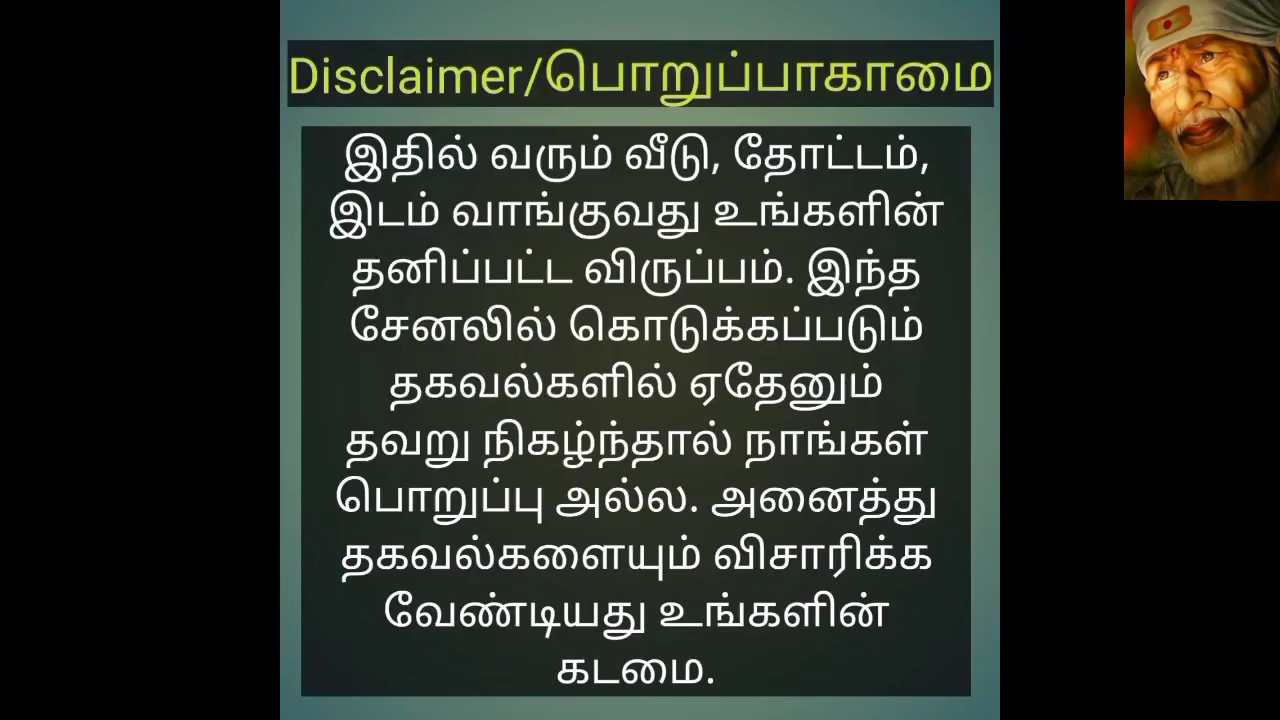 Disclaimer/பொறுப்பாகாமை
இதில் வரும் வீடு, தோட்டம்,
இடம் வாங்குவது உங்களின்
தனிப்பட்ட விருப்பம். இந்த
சேனலில் கொடுக்கப்படும்
தகவல்களில் ஏதேனும்
தவறு நிகழ்ந்தால் நாங்கள்
பொறுப்பு அல்ல. அனைத்து
தகவல்களையும் விசாரிக்க
வேண்டியது உங்களின்
கடமை.